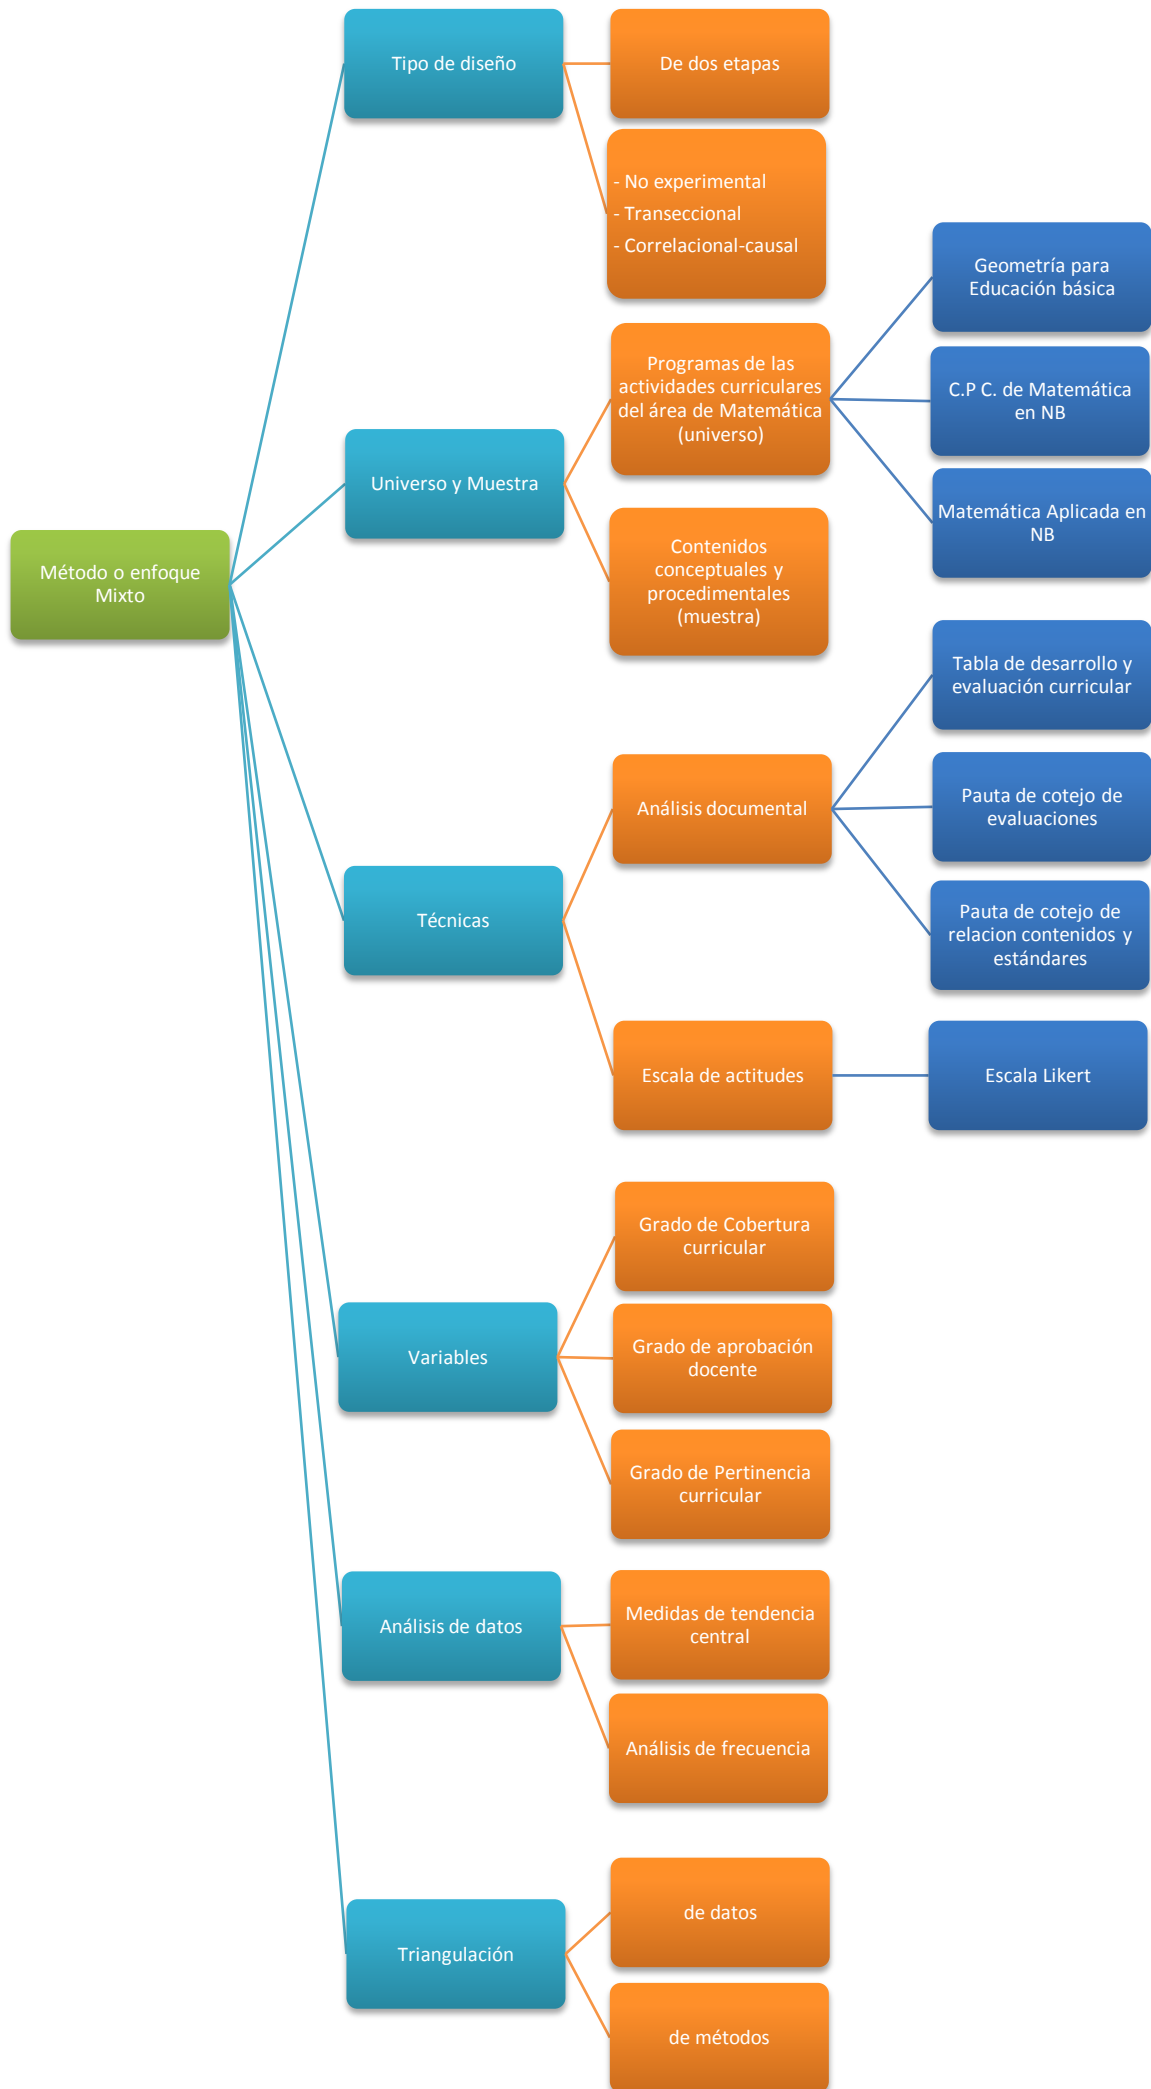 Método o enfoque
Mixto
Tipo de diseño
De dos etapas
- No experimental
- Transeccional
- Correlacional-causal
Universo y Muestra
Programas de las
actividades curriculares
del área de Matemática
(universo)
Geometría para
Educación básica
C.P C. de Matemática
en NB
Matemática Aplicada en
NB
Contenidos
conceptuales y
procedimentales
(muestra)
Técnicas
Análisis documental
Tabla de desarrollo y
evaluación curricular
Pauta de cotejo de
evaluaciones
Pauta de cotejo de
relacion contenidos y
estándares
Escala de actitudes
Escala Likert
Variables
Grado de Cobertura
curricular
Grado de aprobación
docente
Grado de Pertinencia
curricular
Análisis de datos
Medidas de tendencia
central
Análisis de frecuencia
Triangulación
de datos
de métodos